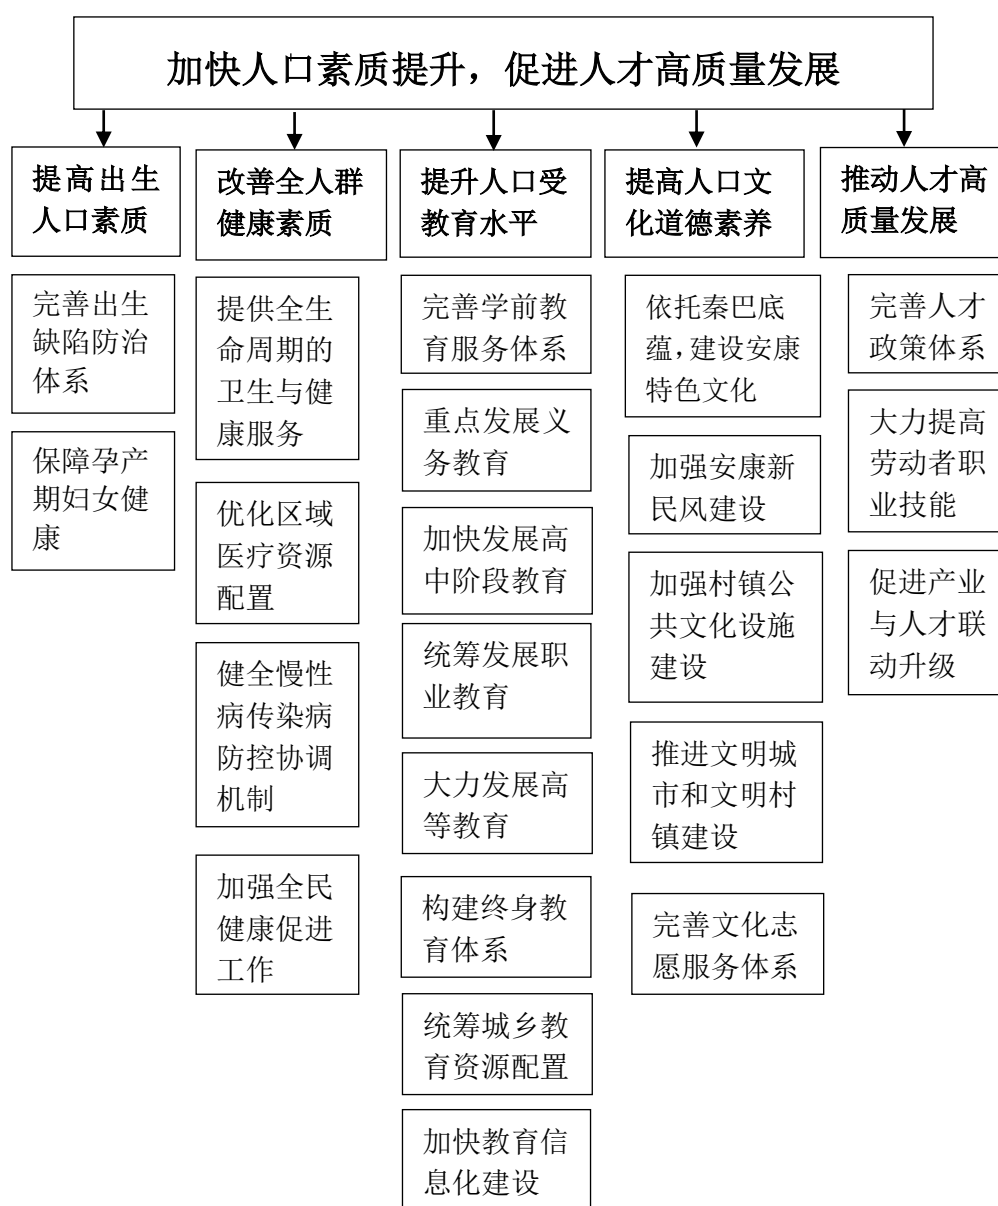 加快人口素质提升，促进人才高质量发展
提高出生
人口素质
完善出生
缺陷防治
体系
保障孕产
期妇女健
康
改善全人群
健康素质
提供全生
命周期的
卫生与健
康服务
优化区域
医疗资源
配置
健全慢性
病传染病
防控协调
机制
加强全民
健康促进
工作
提升人口受
教育水平
完善学前教
育服务体系
重点发展义
务教育
加快发展高
中阶段教育
统筹发展职
业教育
大力发展高
等教育
构建终身教
育体系
统筹城乡教
育资源配置
加快教育信
息化建设
提高人口文
化道德素养
依托秦巴底
蕴，建设安康
特色文化
加强安康新
民风建设
加强村镇公
共文化设施
建设
推进文明城
市和文明村
镇建设
完善文化志
愿服务体系
推动人才高
质量发展
完善人才
政策体系
大力提高
劳动者职
业技能
促进产业
与人才联
动升级